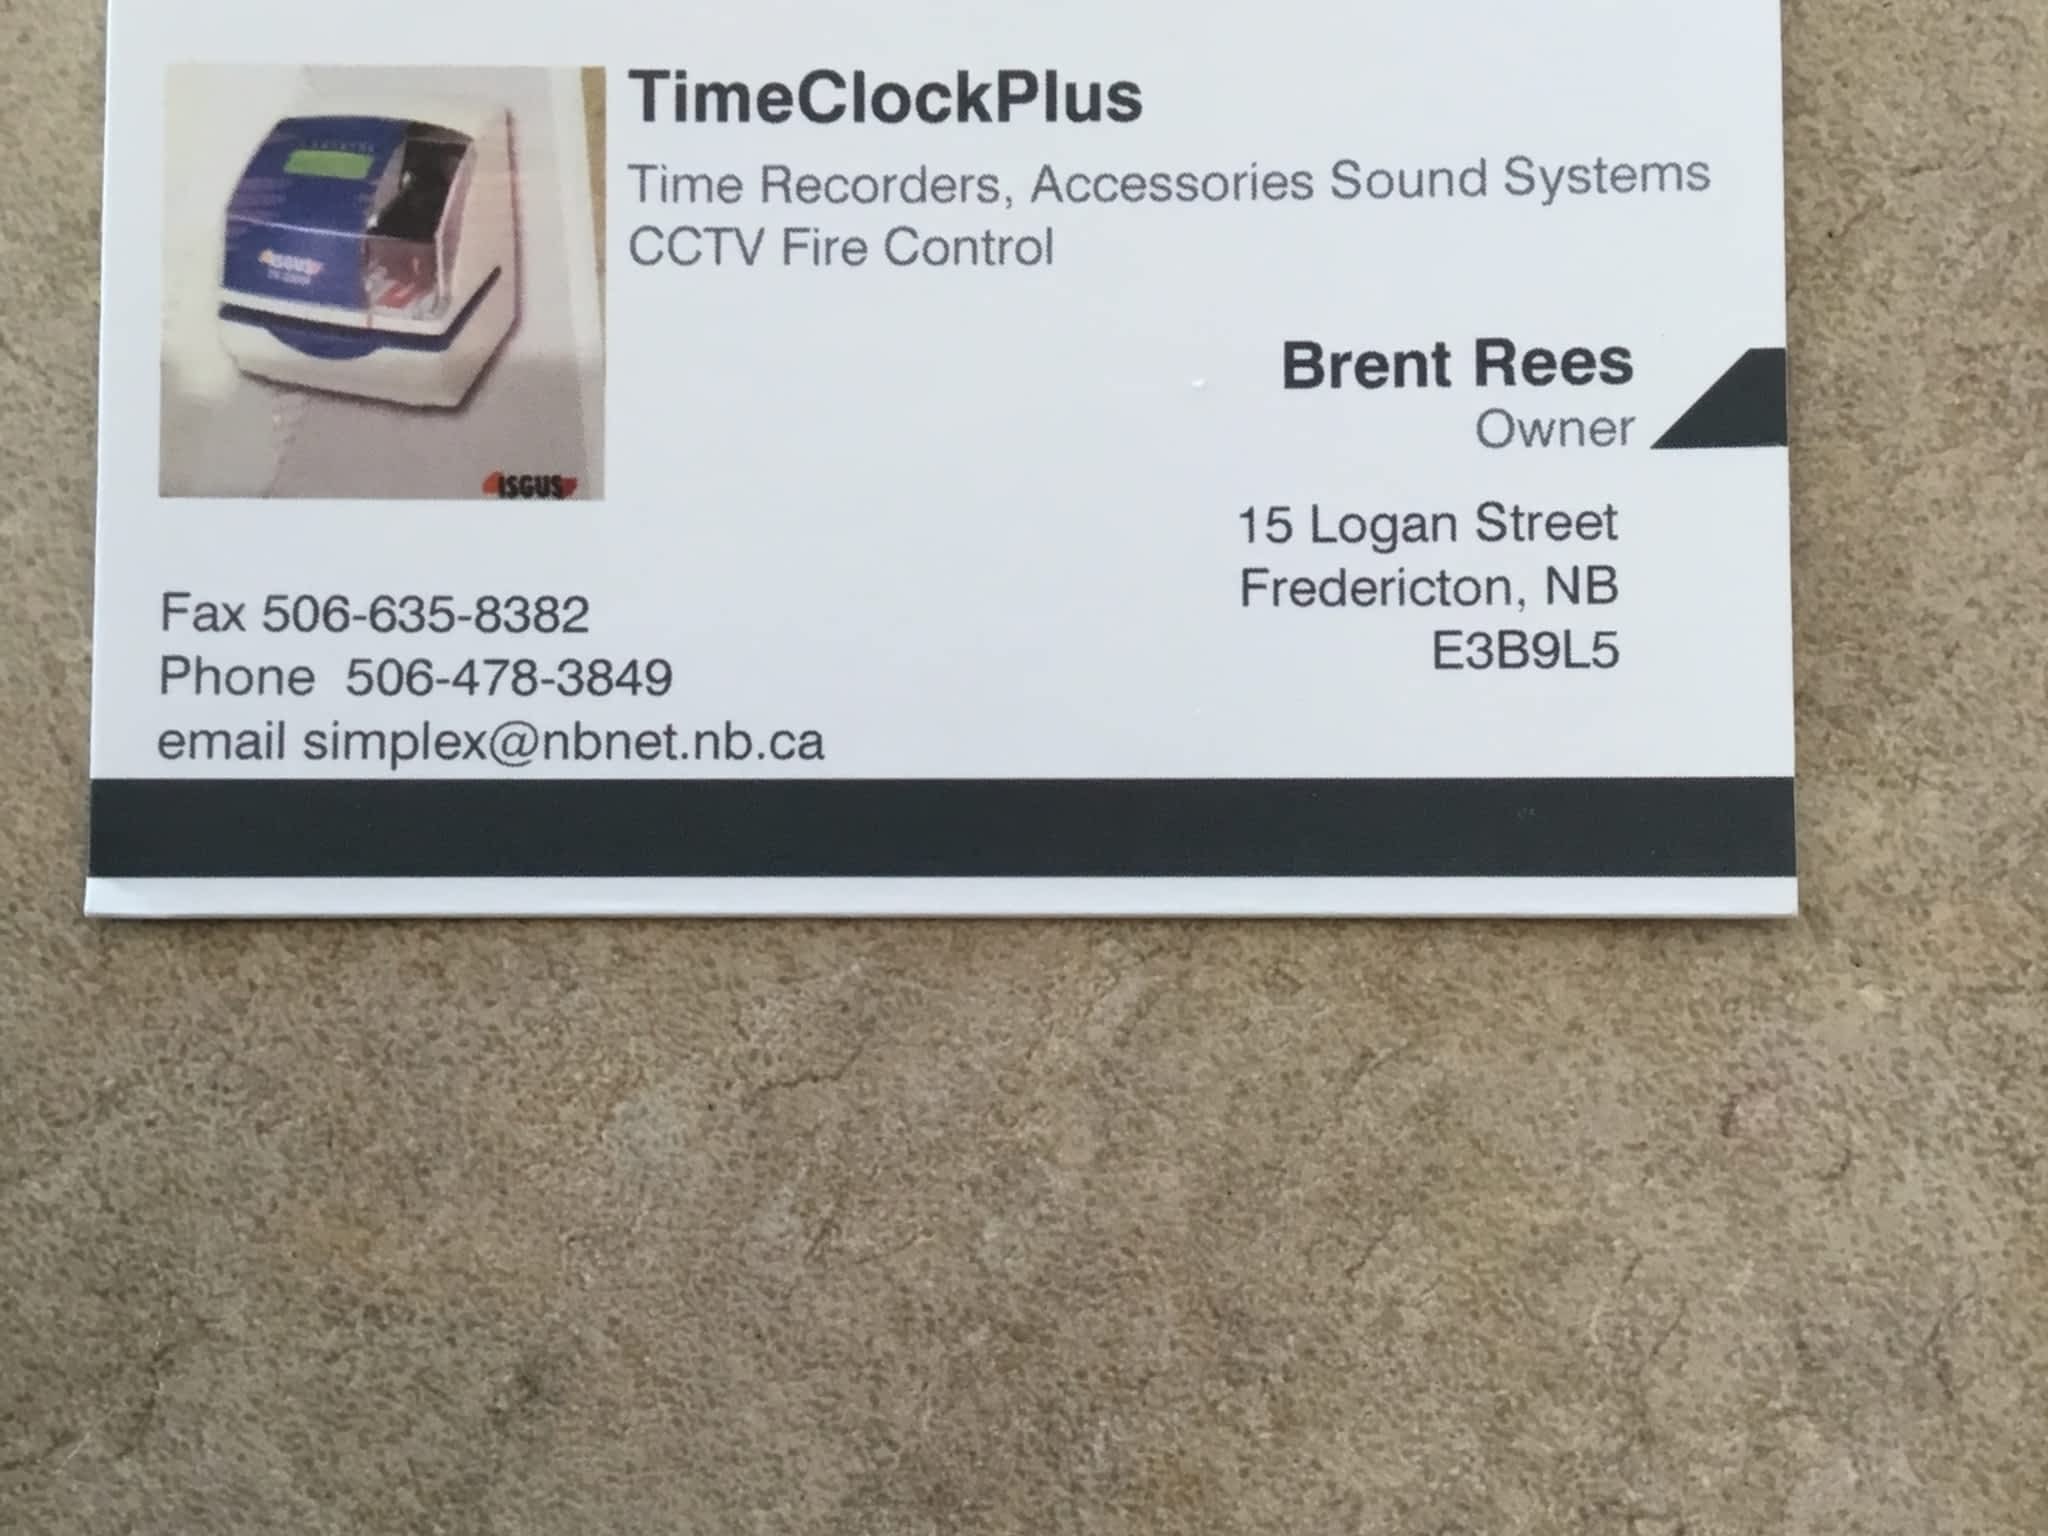 TimeClockPlus
Time Recorders, Accessories Sound Systems
CCTV Fire Control
ISGUS
ISGUS
Brent Rees
Owner
15 Logan Street
Fredericton, NB
E3B9L5
Fax 506-635-8382
Phone 506-478-3849
email simplex@nbnet.nb.ca